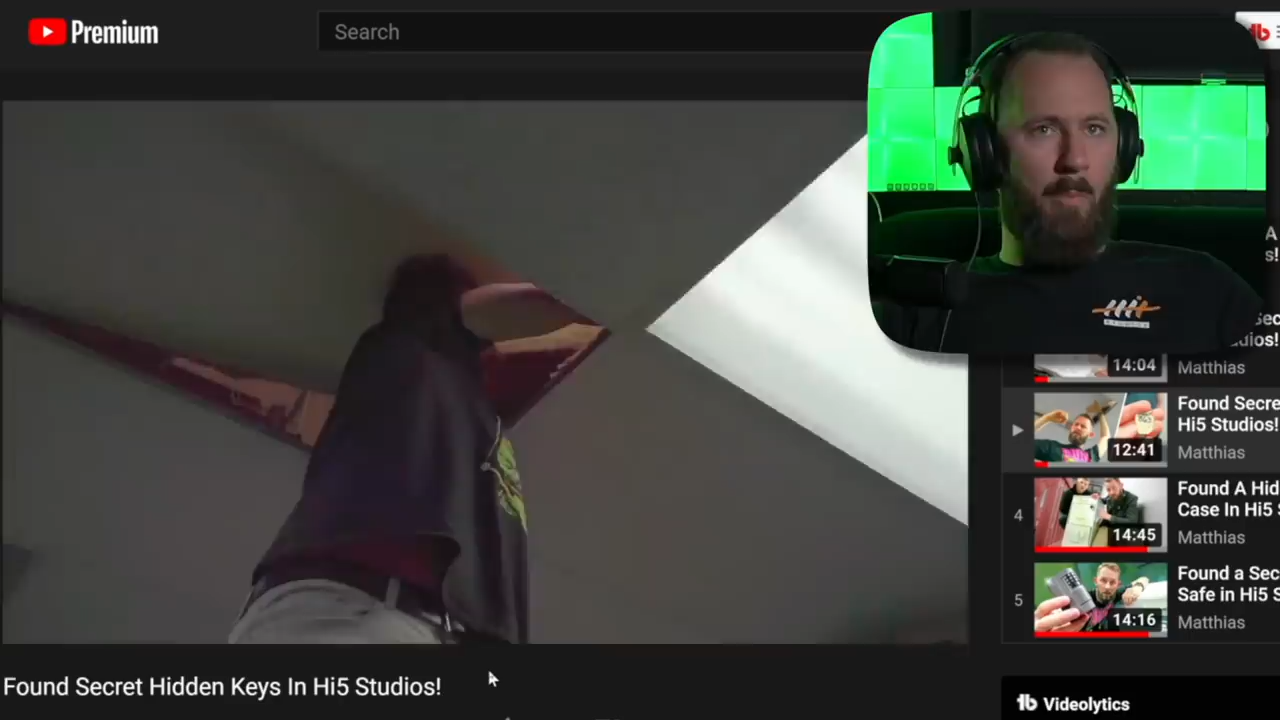 Premium
Search
14:04
Matthias
Found Secre
Hi5 Studios!
12:41
Matthias
4
Found A Hid
Case In Hi5 S
14:45
Matthias
5
Found a Sec
Safe in Hi5 S
14:16
Matthias
Found Secret Hidden Keys In Hi5 Studios!
Videolytics